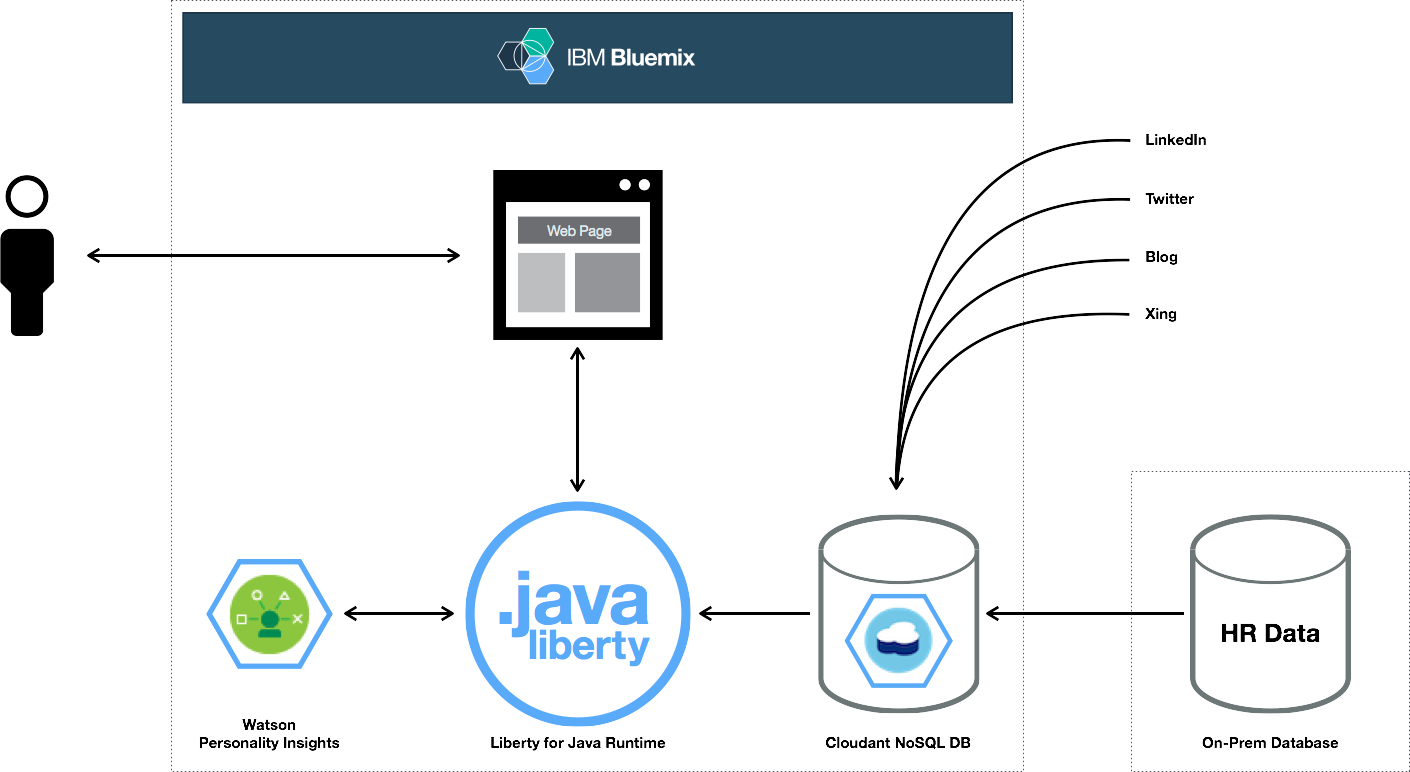 IBM Bluemix
LinkedIn
Twitter
Web Page
Blog
Xing
.java
liberty
HR Data
Watson
Personality Insights
Liberty for Java Runtime
Cloudant NoSQL DB
On-Prem Database